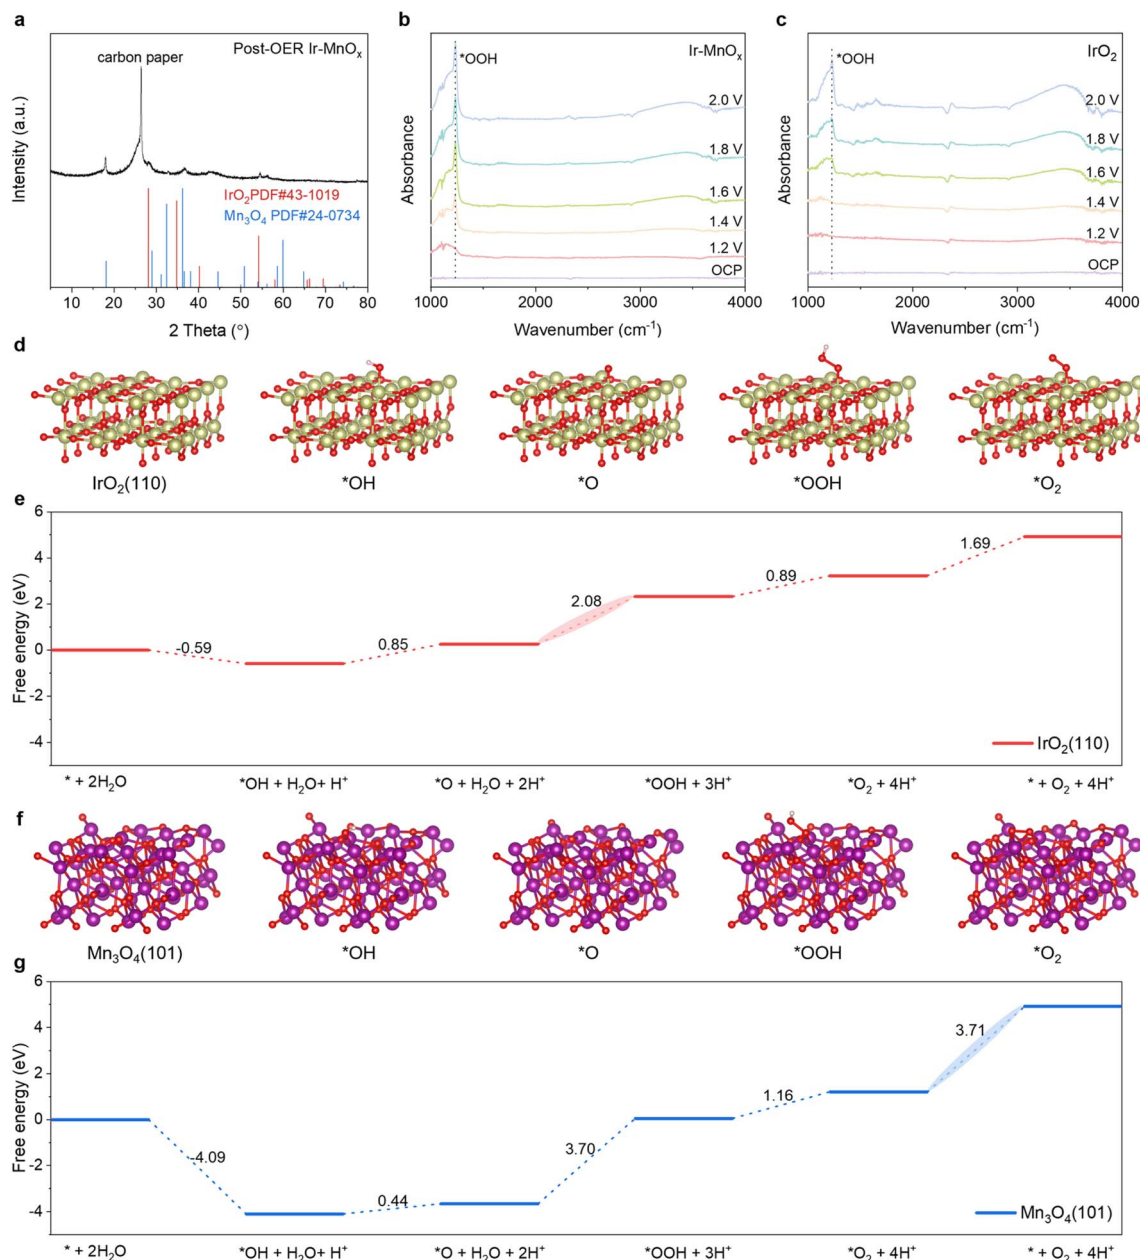 a
Post-OER Ir-MnOₓ
carbon paper
Intensity (a.u.)
IrO₂PDF#43-1019
Mn₃O₄ PDF#24-0734
10 20 30 40 50 60 70 80
2 Theta (°)
b
*OOH
Ir-MnOₓ
2.0 V
1.8 V
1.6 V
1.4 V
1.2 V
OCP
Absorbance
1000 2000 3000 4000
Wavenumber (cm⁻¹)
c
*OOH
IrO₂
2.0 V
1.8 V
1.6 V
1.4 V
1.2 V
OCP
Absorbance
1000 2000 3000 4000
Wavenumber (cm⁻¹)
d
IrO₂(110) *OH *O *OOH *O₂
e
Free energy (eV)
6
4
2
0
-2
-4
-0.59
0.85
2.08
0.89
1.69
IrO₂(110)
* + 2H₂O *OH + H₂O+ H⁺ *O + H₂O + 2H⁺ *OOH + 3H⁺ *O₂ + 4H⁺ * + O₂ + 4H⁺
f
Mn₃O₄(101) *OH *O *OOH *O₂
g
Free energy (eV)
6
4
2
0
-2
-4
-4.09
0.44
3.70
1.16
3.71
Mn₃O₄(101)
* + 2H₂O *OH + H₂O+ H⁺ *O + H₂O + 2H⁺ *OOH + 3H⁺ *O₂ + 4H⁺ * + O₂ + 4H⁺